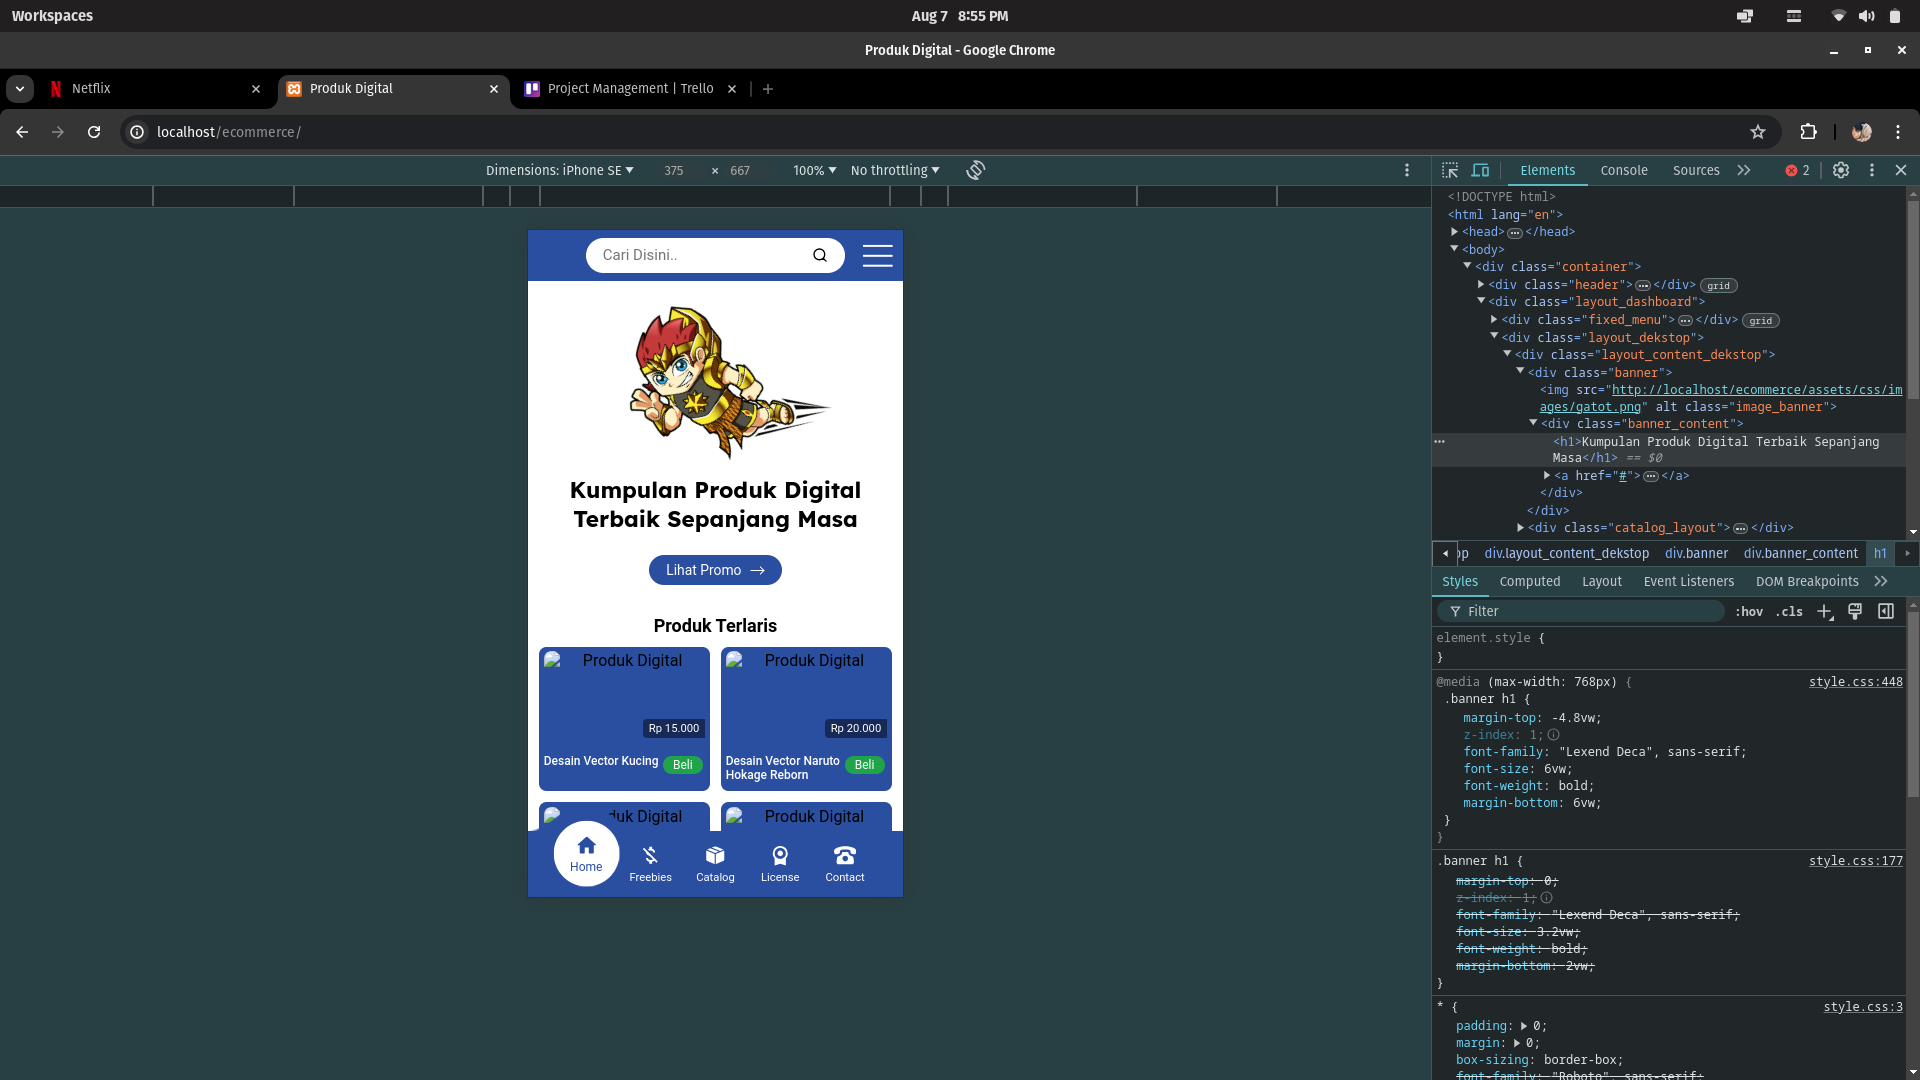 Workspaces
Aug 7 8:55 PM
Produk Digital - Google Chrome
Netflix
Produk Digital
Project Management | Trello
localhost/ecommerce/
Dimensions: iPhone SE
375 × 667
100%
No throttling
Elements
Console
Sources
2
<!DOCTYPE html>
<html lang="en">
<head> ••• </head>
<body>
<div class="container">
<div class="header"> ••• </div> grid
<div class="layout_dashboard">
<div class="fixed_menu"> ••• </div> grid
<div class="layout_dekstop">
<div class="layout_content_dekstop">
<div class="banner">
<img src="http://localhost/ecommerce/assets/css/im
ages/gatot.png" alt class="image_banner">
<div class="banner_content">
<h1>Kumpulan Produk Digital Terbaik Sepanjang
Masa</h1> == $0
<a href="#"> ••• </a>
</div>
</div>
<div class="catalog_layout"> ••• </div>
op div.layout_content_dekstop div.banner div.banner_content h1
Styles
Computed
Layout
Event Listeners
DOM Breakpoints
Filter
:hov .cls
element.style {
}
@media (max-width: 768px) {
style.css:448
.banner h1 {
margin-top: -4.8vw;
z-index: 1;
font-family: "Lexend Deca", sans-serif;
font-size: 6vw;
font-weight: bold;
margin-bottom: 6vw;
}
}
.banner h1 {
style.css:177
margin-top: 0;
z-index: 1;
font-family: "Lexend Deca", sans-serif;
font-size: 3.2vw;
font-weight: bold;
margin-bottom: 2vw;
}
* {
style.css:3
padding: 0;
margin: 0;
box-sizing: border-box;
font-family: "Roboto", sans-serif;
Cari Disini..
Kumpulan Produk Digital
Terbaik Sepanjang Masa
Lihat Promo
Produk Terlaris
Produk Digital
Rp 15.000
Desain Vector Kucing
Beli
Produk Digital
Rp 20.000
Desain Vector Naruto
Hokage Reborn
Beli
duk Digital
Produk Digital
Home
Freebies
Catalog
License
Contact